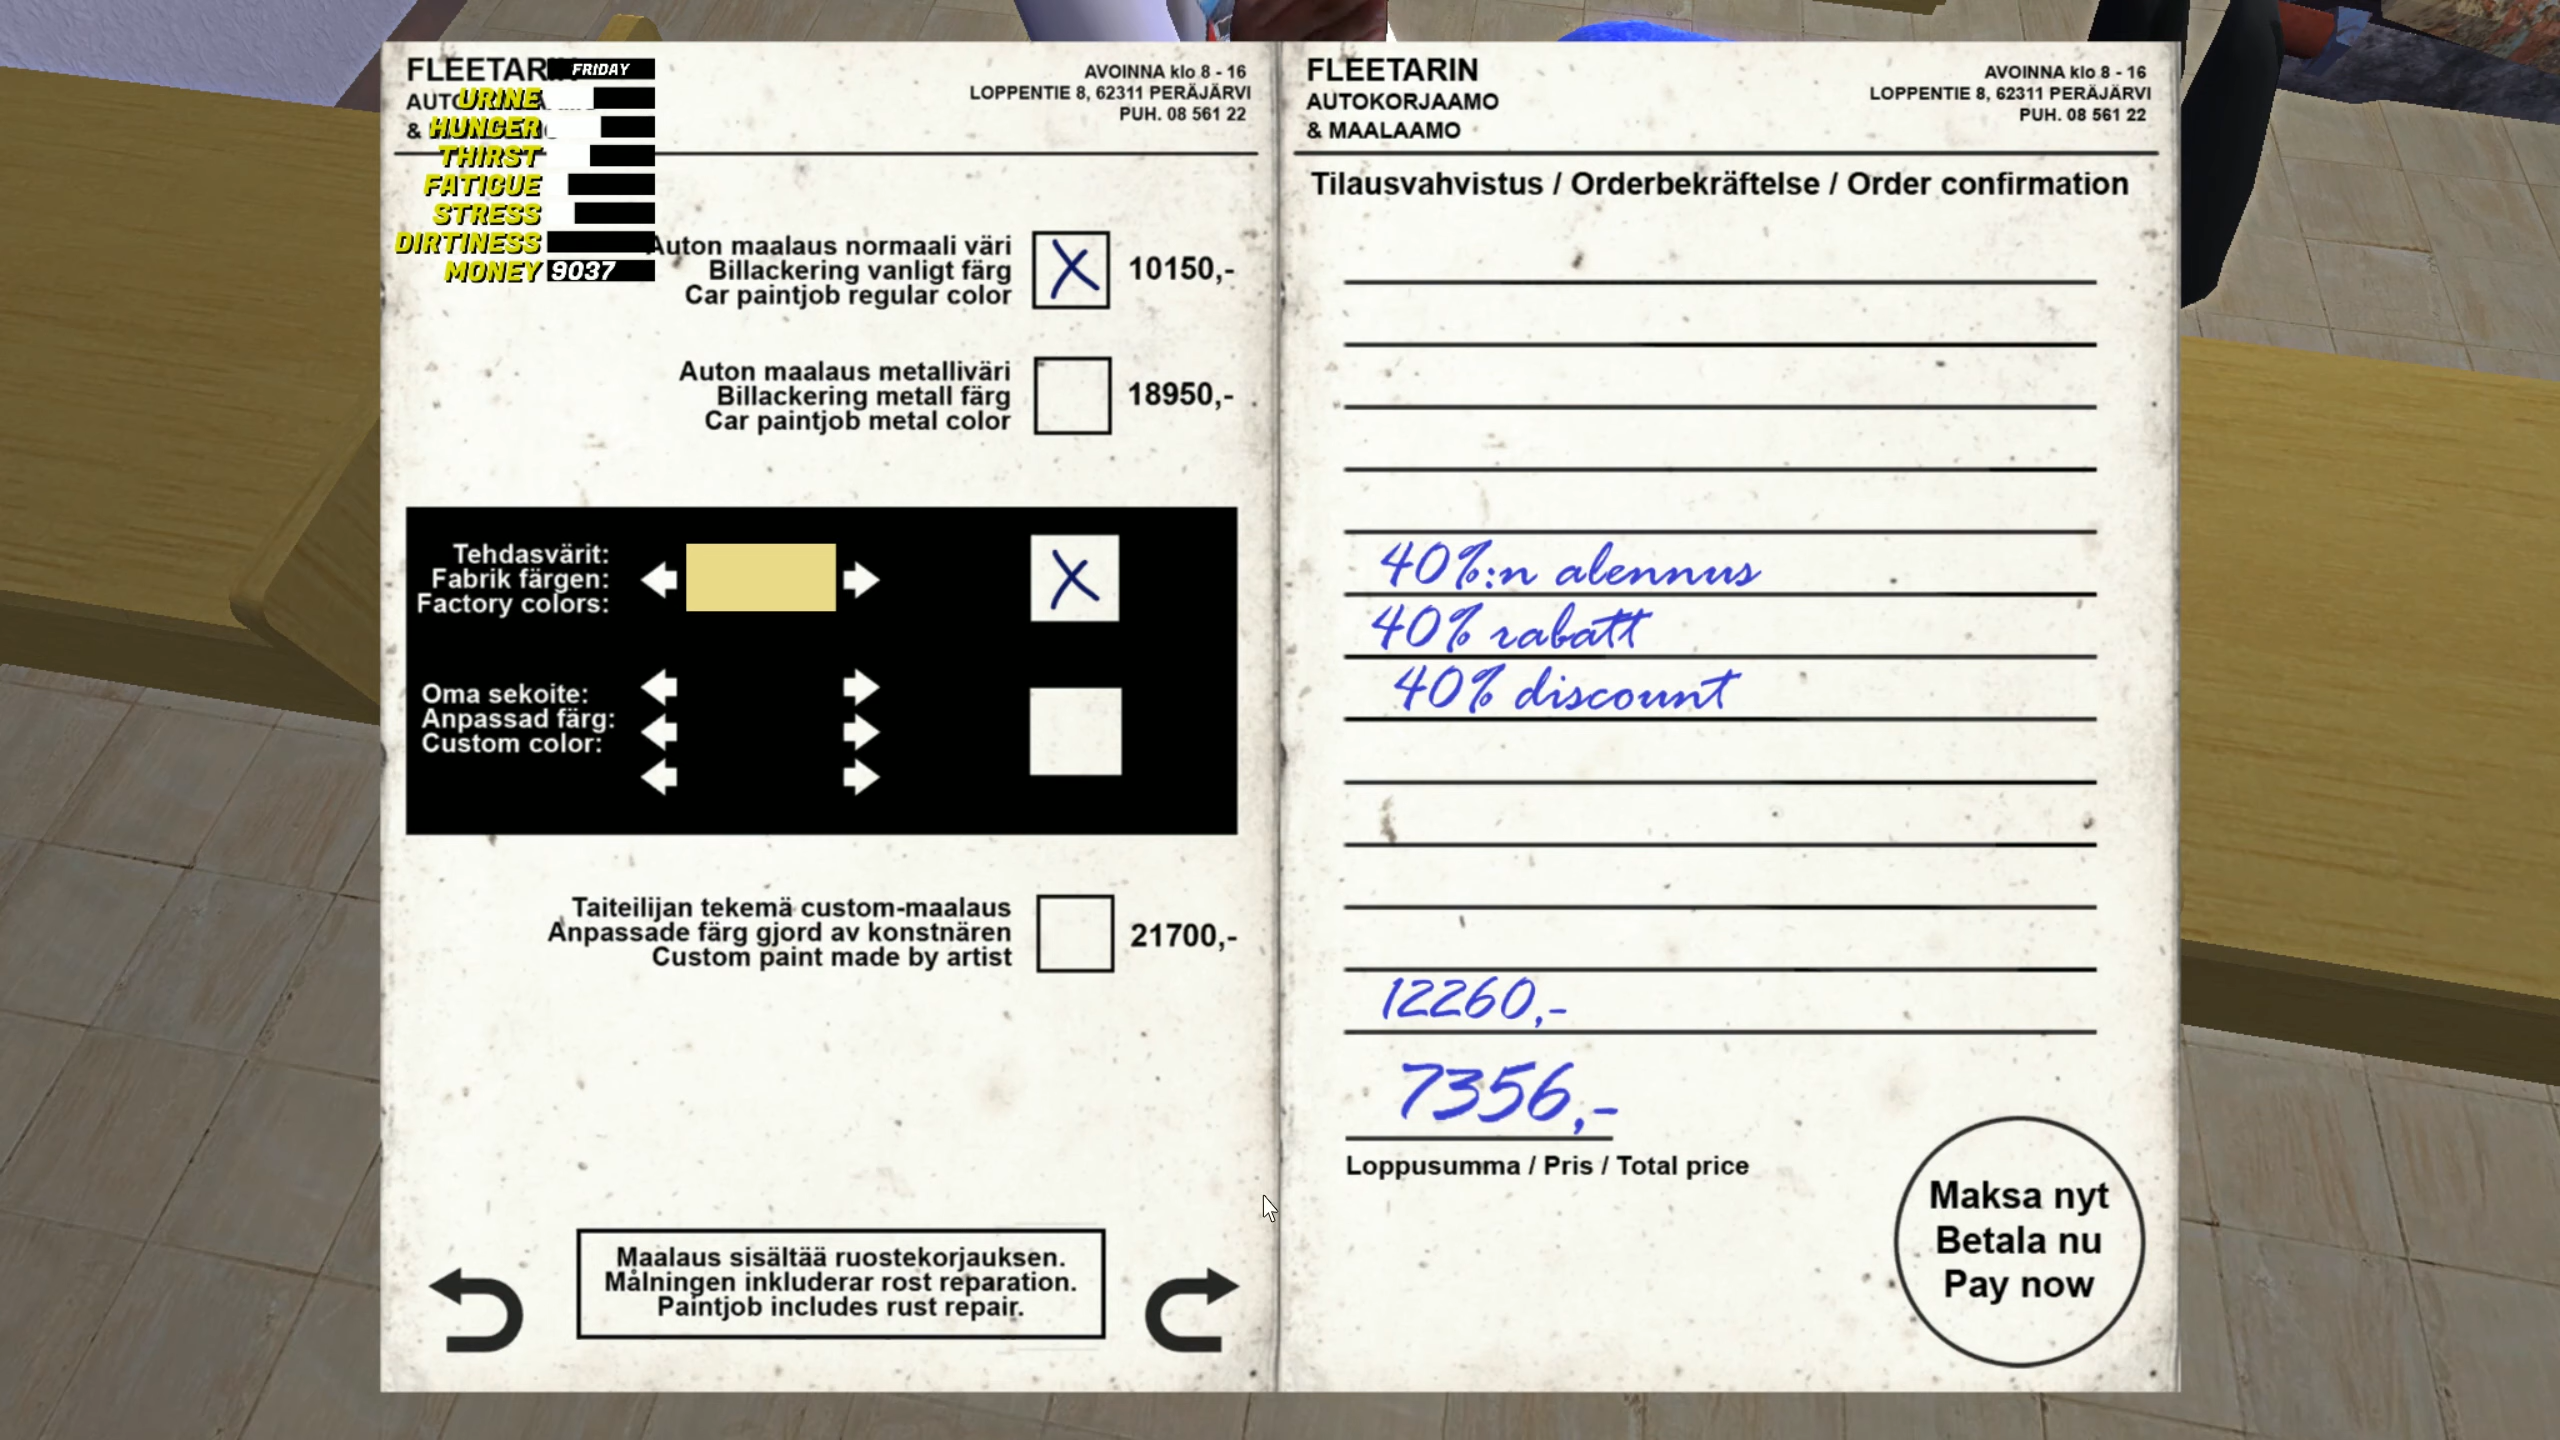 FLEETARIN
FRIDAY
AUTO
URINE
& HUNGER
THIRST
FATIGUE
STRESS
DIRTINESS
MONEY 9037
AVOINNA klo 8 - 16
LOPPENTIE 8, 62311 PERÄJÄRVI
PUH. 08 561 22
Auton maalaus normaali väri
Billackering vanligt färg
Car paintjob regular color
X
10150,-
Auton maalaus metalliväri
Billackering metall färg
Car paintjob metal color
18950,-
Tehdasvärit:
Fabrik färgen:
Factory colors:
X
Oma sekoite:
Anpassad färg:
Custom color:
Taiteilijan tekemä custom-maalaus
Anpassade färg gjord av konstnären
Custom paint made by artist
21700,-
Maalaus sisältää ruostekorjauksen.
Målningen inkluderar rost reparation.
Paintjob includes rust repair.
FLEETARIN
AUTOKORJAAMO
& MAALAAMO
AVOINNA klo 8 - 16
LOPPENTIE 8, 62311 PERÄJÄRVI
PUH. 08 561 22
Tilausvahvistus / Orderbekräftelse / Order confirmation
40%:n alennus
40% rabatt
40% discount
12260,-
7356,-
Loppusumma / Pris / Total price
Maksa nyt
Betala nu
Pay now